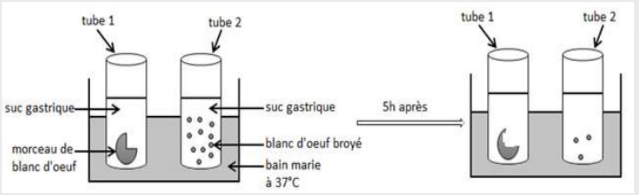 tube 1
tube 2
suc gastrique
suc gastrique
morceau de
blanc d'oeuf
blanc d'oeuf broyé
bain marie
à 37°C
5h après
tube 1
tube 2